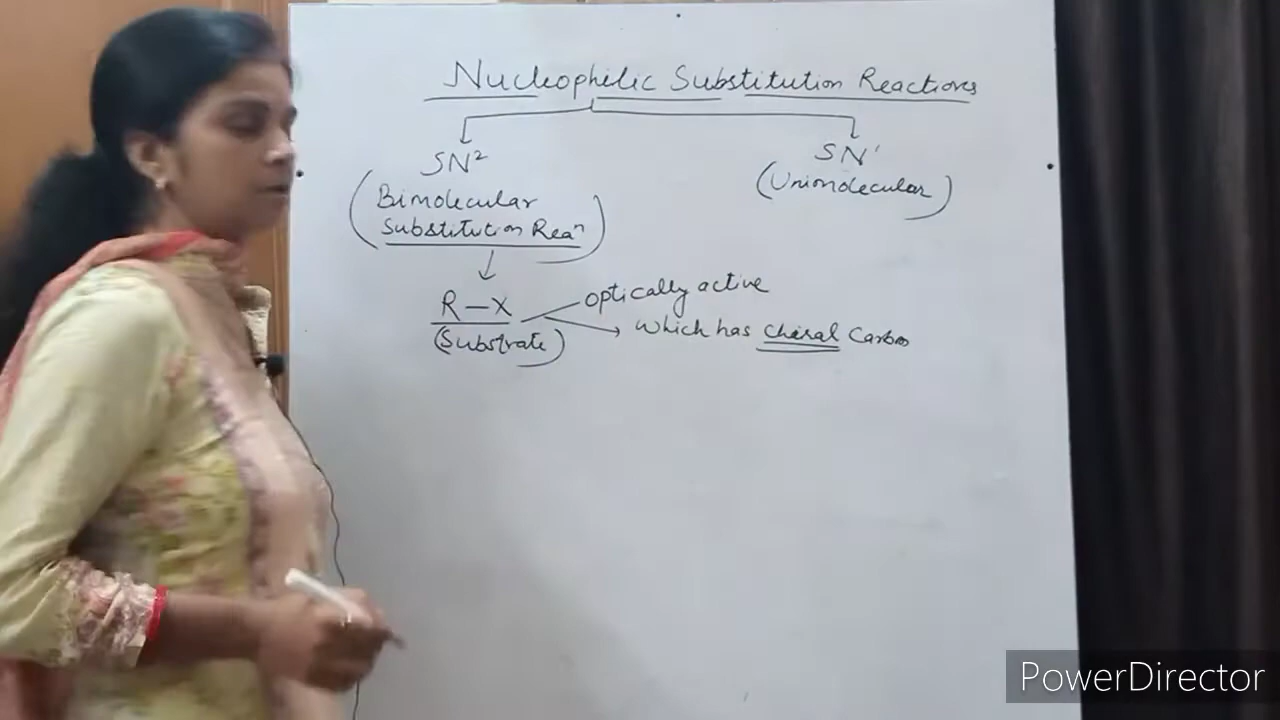 Nucleophilic Substitution Reactions
SN²
(Bimolecular
Substitution Reaⁿ)
SN¹
(Unimolecular)
R-X
(Substrate)
optically active
which has chiral Carbon
PowerDirector